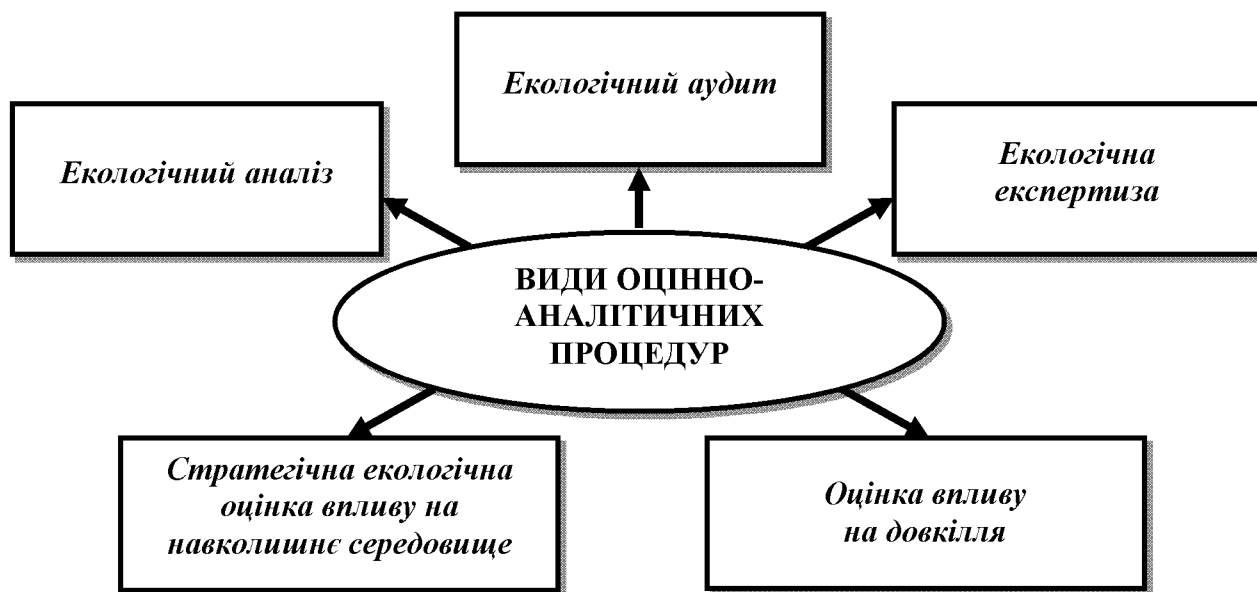 Екологічний аудит
Екологічний аналіз
Екологічна
експертиза
ВИДИ ОЦІННО-
АНАЛІТИЧНИХ
ПРОЦЕДУР
Стратегічна екологічна
оцінка впливу на
навколишнє середовище
Оцінка впливу
на довкілля